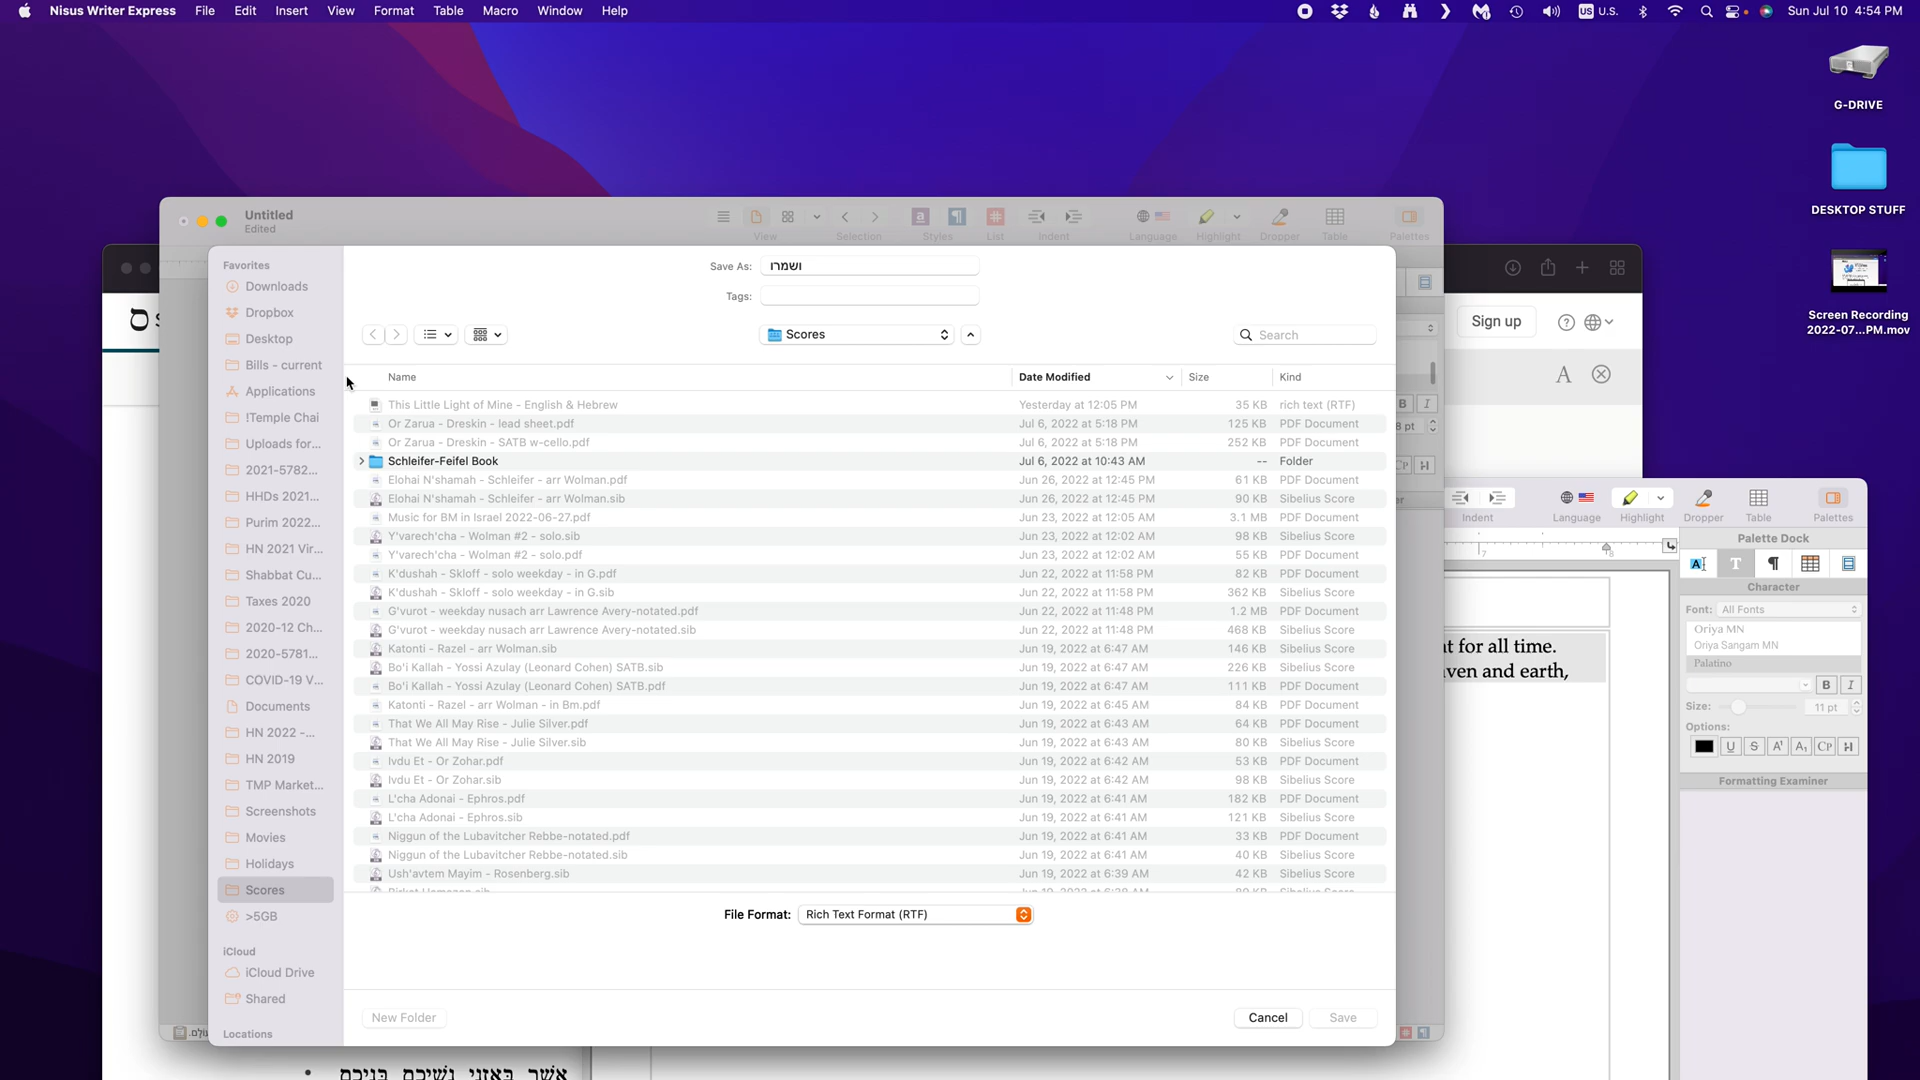 Nisus Writer Express File Edit Insert View Format Table Macro Window Help
US U.S. Sun Jul 10 4:54 PM
G-DRIVE
DESKTOP STUFF
Screen Recording
2022-07...PM.mov
Untitled
Edited
View Selection Styles List Indent Language Highlight Dropper Table Palettes
Favorites
Downloads
Dropbox
Desktop
Bills - current
Applications
!Temple Chai
Uploads for...
2021-5782...
HHDs 2021...
Purim 2022...
HN 2021 Vir...
Shabbat Cu...
Taxes 2020
2020-12 Ch...
2020-5781...
COVID-19 V...
Documents
HN 2022 -...
HN 2019
TMP Market...
Screenshots
Movies
Holidays
Scores
>5GB
iCloud
iCloud Drive
Shared
Locations
Save As: ושמרו
Tags:
Scores
Search
Name Date Modified Size Kind
This Little Light of Mine - English & Hebrew Yesterday at 12:05 PM 35 KB rich text (RTF)
Or Zarua - Dreskin - lead sheet.pdf Jul 6, 2022 at 5:18 PM 125 KB PDF Document
Or Zarua - Dreskin - SATB w-cello.pdf Jul 6, 2022 at 5:18 PM 252 KB PDF Document
Schleifer-Feifel Book Jul 6, 2022 at 10:43 AM -- Folder
Elohai N'shamah - Schleifer - arr Wolman.pdf Jun 26, 2022 at 12:45 PM 61 KB PDF Document
Elohai N'shamah - Schleifer - arr Wolman.sib Jun 26, 2022 at 12:45 PM 90 KB Sibelius Score
Music for BM in Israel 2022-06-27.pdf Jun 23, 2022 at 12:05 AM 3.1 MB PDF Document
Y'varech'cha - Wolman #2 - solo.sib Jun 23, 2022 at 12:02 AM 98 KB Sibelius Score
Y'varech'cha - Wolman #2 - solo.pdf Jun 23, 2022 at 12:02 AM 55 KB PDF Document
K'dushah - Skloff - solo weekday - in G.pdf Jun 22, 2022 at 11:58 PM 82 KB PDF Document
K'dushah - Skloff - solo weekday - in G.sib Jun 22, 2022 at 11:58 PM 362 KB Sibelius Score
G'vurot - weekday nusach arr Lawrence Avery-notated.pdf Jun 22, 2022 at 11:48 PM 1.2 MB PDF Document
G'vurot - weekday nusach arr Lawrence Avery-notated.sib Jun 22, 2022 at 11:48 PM 468 KB Sibelius Score
Katonti - Razel - arr Wolman.sib Jun 19, 2022 at 6:47 AM 146 KB Sibelius Score
Bo'i Kallah - Yossi Azulay (Leonard Cohen) SATB.sib Jun 19, 2022 at 6:47 AM 226 KB Sibelius Score
Bo'i Kallah - Yossi Azulay (Leonard Cohen) SATB.pdf Jun 19, 2022 at 6:47 AM 111 KB PDF Document
Katonti - Razel - arr Wolman - in Bm.pdf Jun 19, 2022 at 6:45 AM 84 KB PDF Document
That We All May Rise - Julie Silver.pdf Jun 19, 2022 at 6:43 AM 64 KB PDF Document
That We All May Rise - Julie Silver.sib Jun 19, 2022 at 6:43 AM 80 KB Sibelius Score
Ivdu Et - Or Zohar.pdf Jun 19, 2022 at 6:42 AM 53 KB PDF Document
Ivdu Et - Or Zohar.sib Jun 19, 2022 at 6:42 AM 98 KB Sibelius Score
L'cha Adonai - Ephros.pdf Jun 19, 2022 at 6:41 AM 182 KB PDF Document
L'cha Adonai - Ephros.sib Jun 19, 2022 at 6:41 AM 121 KB Sibelius Score
Niggun of the Lubavitcher Rebbe-notated.pdf Jun 19, 2022 at 6:41 AM 33 KB PDF Document
Niggun of the Lubavitcher Rebbe-notated.sib Jun 19, 2022 at 6:41 AM 40 KB Sibelius Score
Ush'avtem Mayim - Rosenberg.sib Jun 19, 2022 at 6:39 AM 42 KB Sibelius Score
File Format: Rich Text Format (RTF)
New Folder Cancel Save
Sign up
A
B I
8 pt
Indent Language Highlight Dropper Table Palettes
Palette Dock
Character
Font: All Fonts
Oriya MN
Oriya Sangam MN
Palatino
B I
Size: 11 pt
Options:
U S A A CP H
Formatting Examiner
for all time.
and earth,
אשר באזני נשיכם בניכם